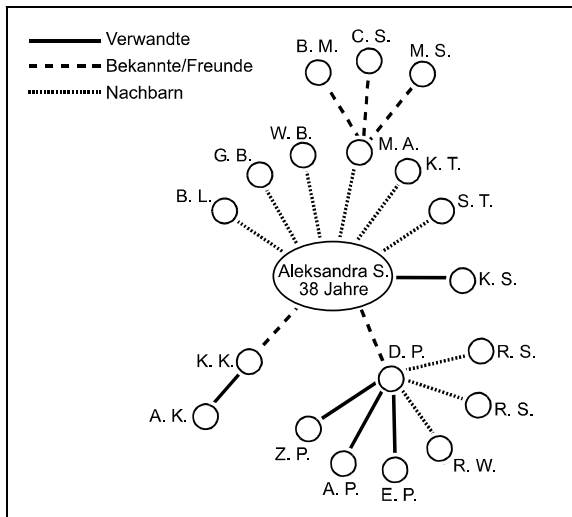 Verwandte
Bekannte/Freunde
Nachbarn
B. M.
C. S.
M. S.
W. B.
M. A.
G. B.
K. T.
B. L.
S. T.
Aleksandra S.
38 Jahre
K. S.
D. P.
K. K.
R. S.
A. K.
R. S.
Z. P.
R. W.
A. P.
E. P.